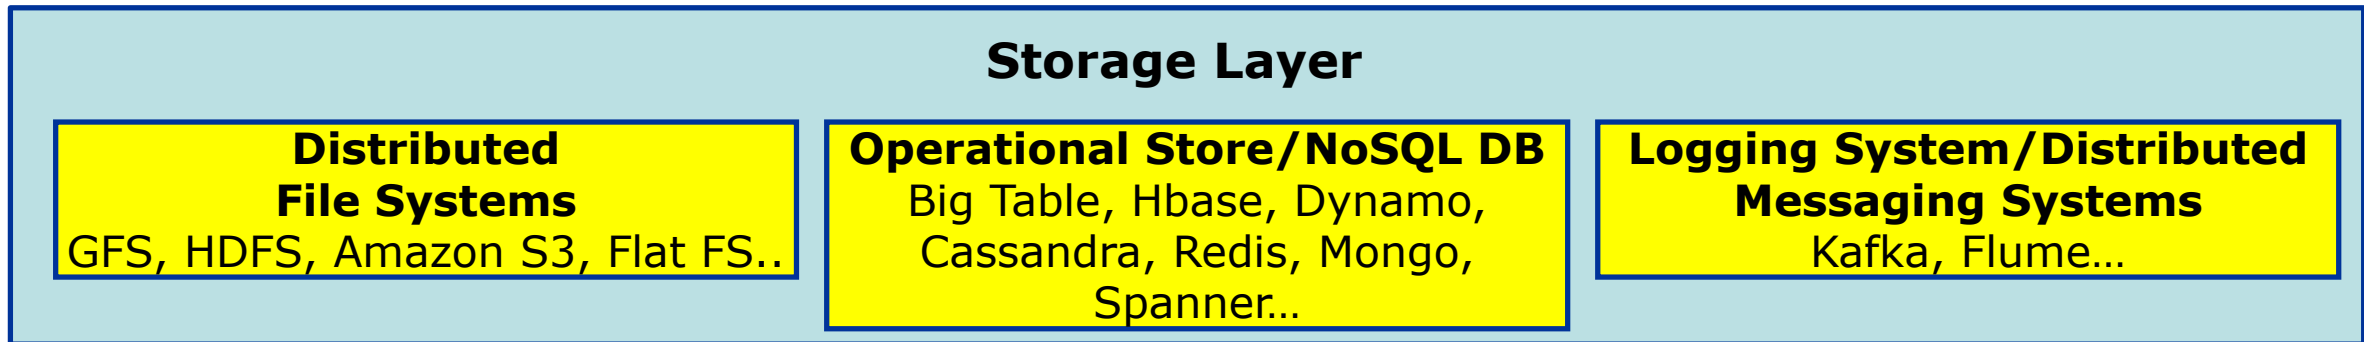 Storage Layer
Distributed
File Systems
GFS, HDFS, Amazon S3, Flat FS..
Operational Store/NoSQL DB
Big Table, Hbase, Dynamo,
Cassandra, Redis, Mongo,
Spanner…
Logging System/Distributed
Messaging Systems
Kafka, Flume…